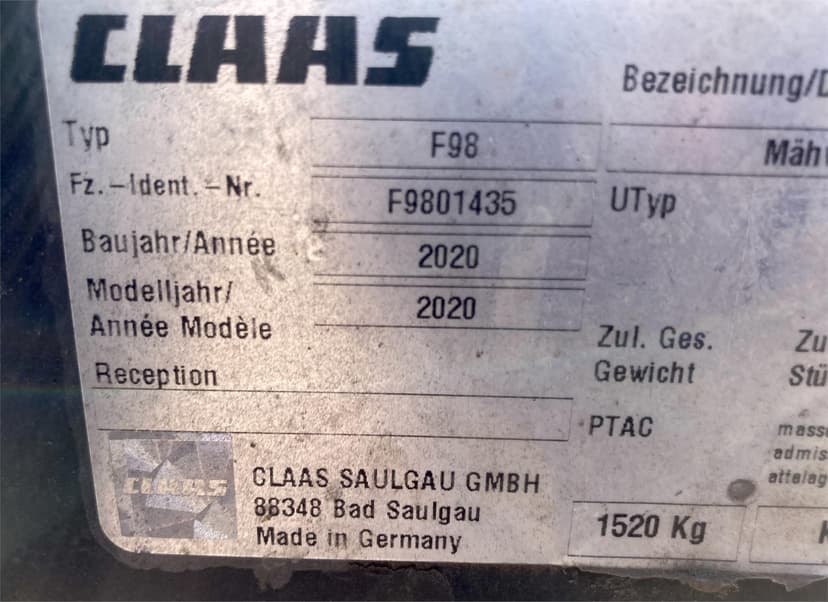 CLAAS
Bezeichnung/
Typ F98
Fz.-Ident.-Nr. F9801435 UTyp
Baujahr/Année 2020
Modelljahr/ 2020
Année Modèle
Zul. Ges.
Reception Gewicht
PTAC
CLAAS
CLAAS SAULGAU GMBH
88348 Bad Saulgau
Made in Germany
1520 Kg